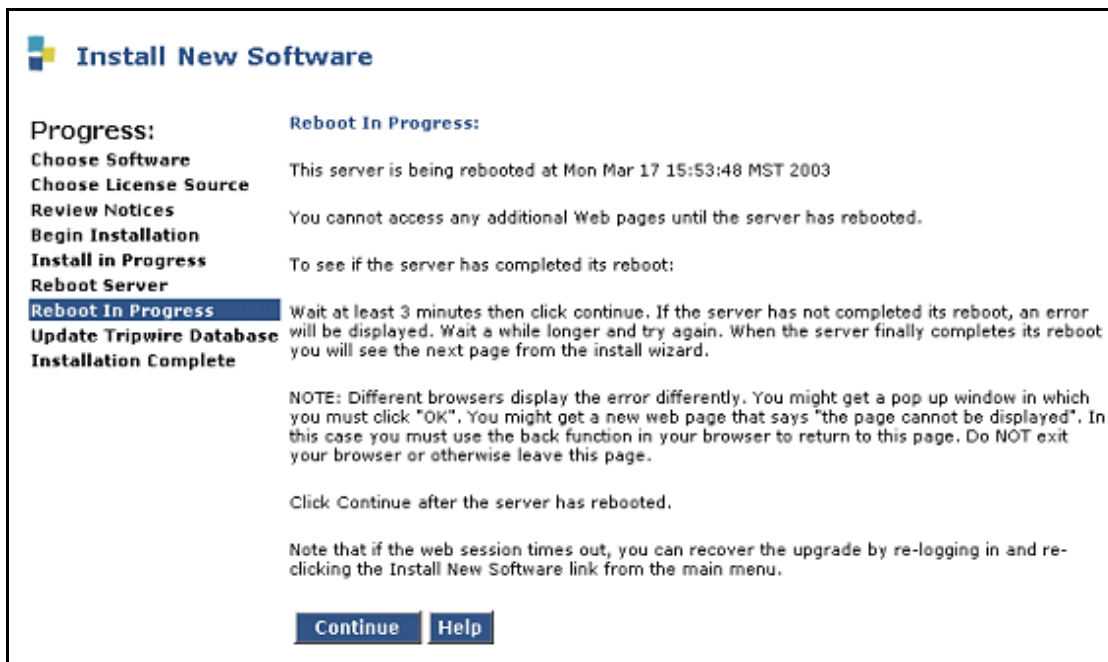 Install New Software
Progress:
Choose Software
Choose License Source
Review Notices
Begin Installation
Install in Progress
Reboot Server
Reboot In Progress
Update Tripwire Database
Installation Complete
Reboot In Progress:
This server is being rebooted at Mon Mar 17 15:53:48 MST 2003
You cannot access any additional Web pages until the server has rebooted.
To see if the server has completed its reboot:
Wait at least 3 minutes then click continue. If the server has not completed its reboot, an error
will be displayed. Wait a while longer and try again. When the server finally completes its reboot
you will see the next page from the install wizard.
NOTE: Different browsers display the error differently. You might get a pop up window in which
you must click "OK". You might get a new web page that says "the page cannot be displayed". In
this case you must use the back function in your browser to return to this page. Do NOT exit
your browser or otherwise leave this page.
Click Continue after the server has rebooted.
Note that if the web session times out, you can recover the upgrade by re-logging in and re-
clicking the Install New Software link from the main menu.
Continue
Help